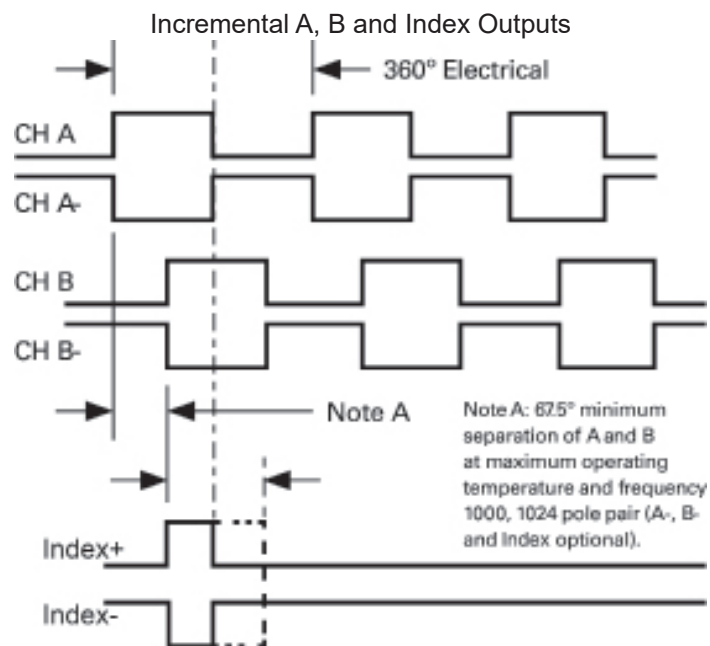 Incremental A, B and Index Outputs
360° Electrical
CH A
CH A-
CH B
CH B-
Note A
Note A: 67.5° minimum
separation of A and B
at maximum operating
temperature and frequency
1000, 1024 pole pair (A-, B-
and Index optional).
Index+
Index-